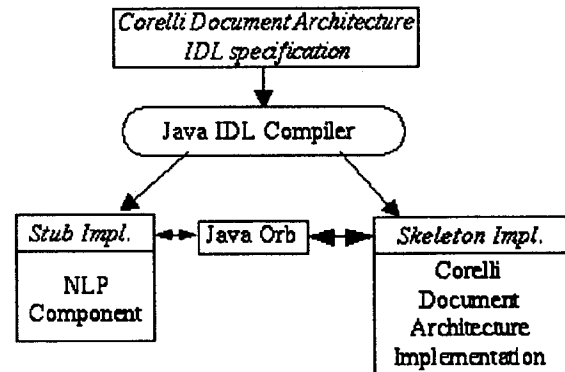 Corelli Document Architecture
IDL specification
Java IDL Compiler
Stub Impl.
Java Orb
Skeleton Impl.
NLP
Component
Corelli
Document
Architecture
Implementation